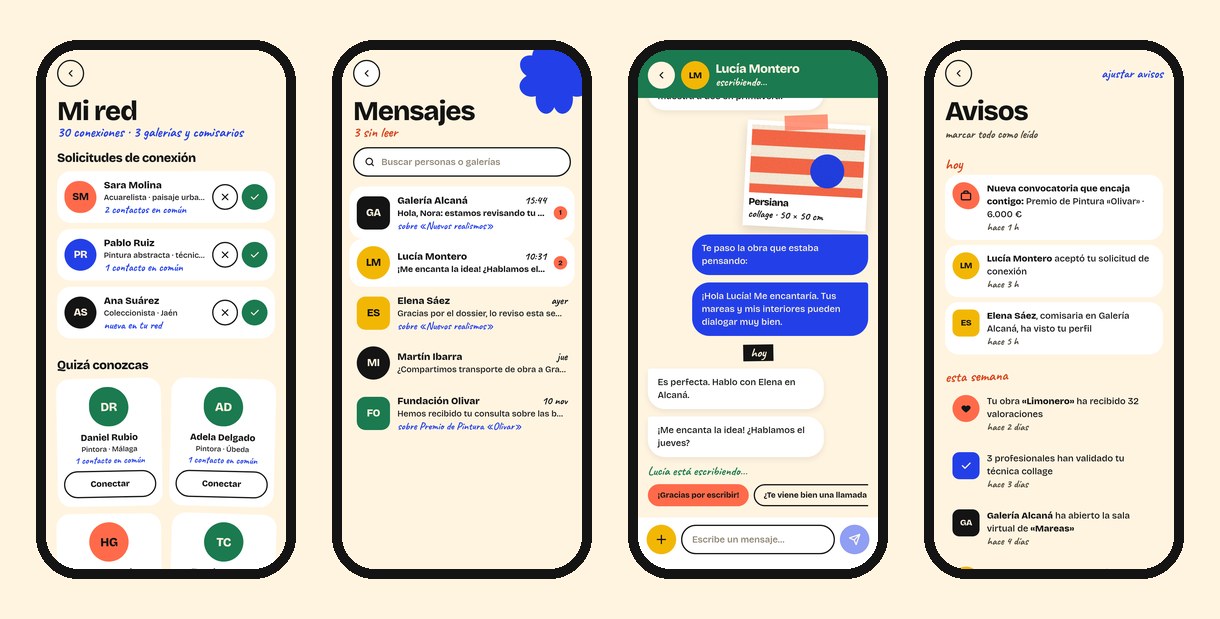 Mi red
30 conexiones · 3 galerías y comisarios
Solicitudes de conexión
SM
Sara Molina
Acuarelista · paisaje urba...
2 contactos en común
PR
Pablo Ruiz
Pintura abstracta · técnic...
1 contacto en común
AS
Ana Suárez
Coleccionista · Jaén
nueva en tu red
Quizá conozcas
DR
Daniel Rubio
Pintora · Málaga
1 contacto en común
Conectar
AD
Adela Delgado
Pintora · Úbeda
1 contacto en común
Conectar
HG
TC
Mensajes
3 sin leer
Buscar personas o galerías
GA
Galería Alcaná 15:44
Hola, Nora: estamos revisando tu ... 1
sobre «Nuevos realismos»
LM
Lucía Montero 10:31
¡Me encanta la idea! ¿Hablamos el... 2
ES
Elena Sáez ayer
Gracias por el dossier, lo reviso esta se...
sobre «Nuevos realismos»
MI
Martín Ibarra jue
¿Compartimos transporte de obra a Gra...
FO
Fundación Olivar 10 nov
Hemos recibido tu consulta sobre las b...
sobre Premio de Pintura «Olivar»
LM
Lucía Montero
escribiendo...
Persiana
collage · 50 × 50 cm
Te paso la obra que estaba
pensando:
¡Hola Lucía! Me encantaría. Tus
mareas y mis interiores pueden
dialogar muy bien.
hoy
Es perfecta. Hablo con Elena en
Alcaná.
¡Me encanta la idea! ¿Hablamos el
jueves?
Lucía está escribiendo...
¡Gracias por escribir!
¿Te viene bien una llamada
Escribe un mensaje...
ajustar avisos
Avisos
marcar todo como leído
hoy
Nueva convocatoria que encaja
contigo: Premio de Pintura «Olivar» ·
6.000 €
hace 1 h
LM
Lucía Montero aceptó tu solicitud de
conexión
hace 3 h
ES
Elena Sáez, comisaria en Galería
Alcaná, ha visto tu perfil
hace 5 h
esta semana
Tu obra «Limonero» ha recibido 32
valoraciones
hace 2 días
3 profesionales han validado tu
técnica collage
hace 3 días
GA
Galería Alcaná ha abierto la sala
virtual de «Mareas»
hace 4 días